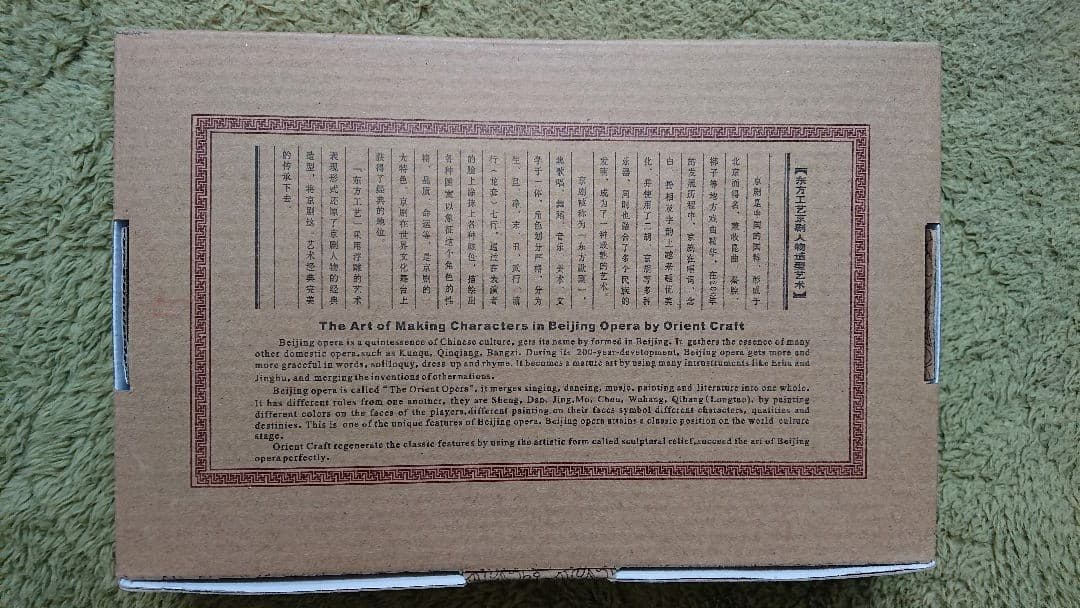 【东方工艺京剧人物造型艺术】
京剧是中国的国粹，形成于
北京而得名，兼收昆曲、秦腔、
梆子等地方戏曲精华，在200年
的发展历程中，京剧在唱词、念
白、扮相及字韵上越来越优美
化，并使用了二胡、京胡等多种
乐器，同时也融合了多个民族的
发明，成为了一种成熟的艺术。
京剧被称为“东方歌剧”，
集歌唱、舞蹈、音乐、美术、文
学于一体，角色划分严格，分为
生、旦、净、末、丑、武行、流
行（龙套）七行。通过在表演者
的脸上涂抹上各种颜色，描绘出
各种图案以象征这个角色的性
格、品质、命运等，是京剧的
大特色，京剧在世界文化舞台上
获得了经典的地位。
“东方工艺”采用浮雕的艺术
表现形式还原了京剧人物的经典
造型，将京剧这一艺术经典完美
的传承下去。
The Art of Making Characters in Beijing Opera by Orient Craft
Beijing opera is a quintessence of Chinese culture, gets its name by formed in Beijing. It gathers the essence of many
other domestic opera,such as Kunqu, Qinqiang, Bangzi. During its 200-year-development, Beijing opera gets more and
more graceful in words, soliloquy, dress up and rhyme. It becomes a mature art by using many intrustruments like Erhu and
Jinghu, and merging the inventions of other nations.
Beijing opera is called "The Orient Opera", it merges singing, dancing, music, painting and literature into one whole.
It has different rules from one another, they are Sheng, Dan, Jing,Mo, Chou, Wuhang, Qihang(Longtao), by painting
different colors on the faces of the players,different painting on their faces symbol different characters, qualities and
destinies. This is one of the unique features of Beijing opera. Beijing opera attains a classic position on the world culture
stage.
Orient Craft regenerate the classic features by using the artistic form called sculptural relief,succeed the art of Beijing
opera perfectly.